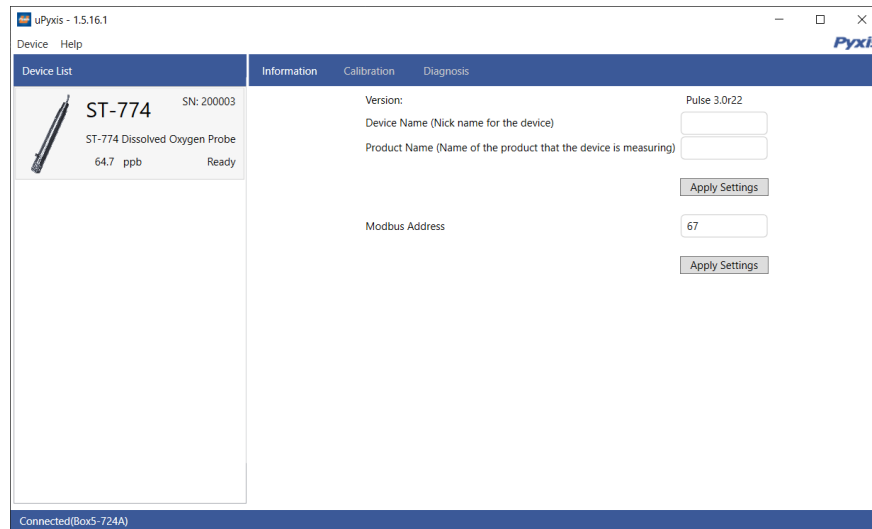 uPyxis - 1.5.16.1
Device Help
Device List
Information Calibration Diagnosis
ST-774 SN: 200003
ST-774 Dissolved Oxygen Probe
64.7 ppb Ready
Version: Pulse 3.0r22
Device Name (Nick name for the device)
Product Name (Name of the product that the device is measuring)
Apply Settings
Modbus Address 67
Apply Settings
Connected(Box5-724A)